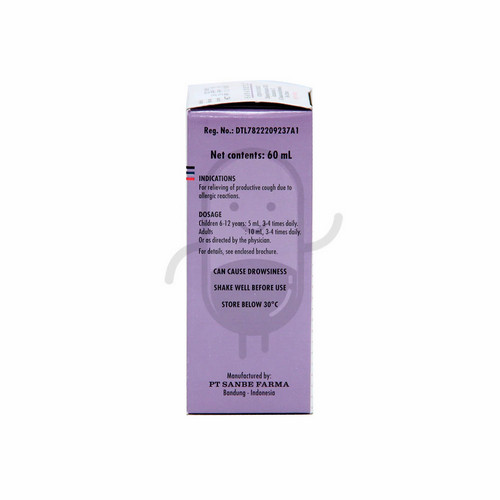 Reg. No.: DTL7822209237A1
Net contents: 60 mL
INDICATIONS
For relieving of productive cough due to
allergic reactions.
DOSAGE
Children 6-12 years: 5 mL, 3-4 times daily.
Adults : 10 mL, 3-4 times daily.
Or as directed by the physician.
For details, see enclosed brochure.
CAN CAUSE DROWSINESS
SHAKE WELL BEFORE USE
STORE BELOW 30°C
Manufactured by:
PT SANBE FARMA
Bandung - Indonesia